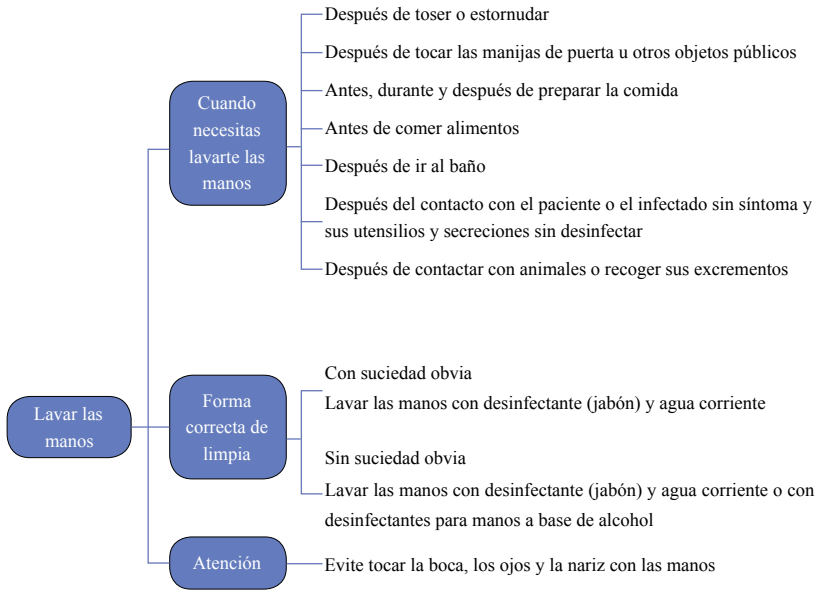 Lavar las
manos
Cuando
necesitas
lavarte las
manos
Después de toser o estornudar
Después de tocar las manijas de puerta u otros objetos públicos
Antes, durante y después de preparar la comida
Antes de comer alimentos
Después de ir al baño
Después del contacto con el paciente o el infectado sin síntoma y
sus utensilios y secreciones sin desinfectar
Después de contactar con animales o recoger sus excrementos
Forma
correcta de
limpia
Con suciedad obvia
Lavar las manos con desinfectante (jabón) y agua corriente
Sin suciedad obvia
Lavar las manos con desinfectante (jabón) y agua corriente o con
desinfectantes para manos a base de alcohol
Atención
Evite tocar la boca, los ojos y la nariz con las manos